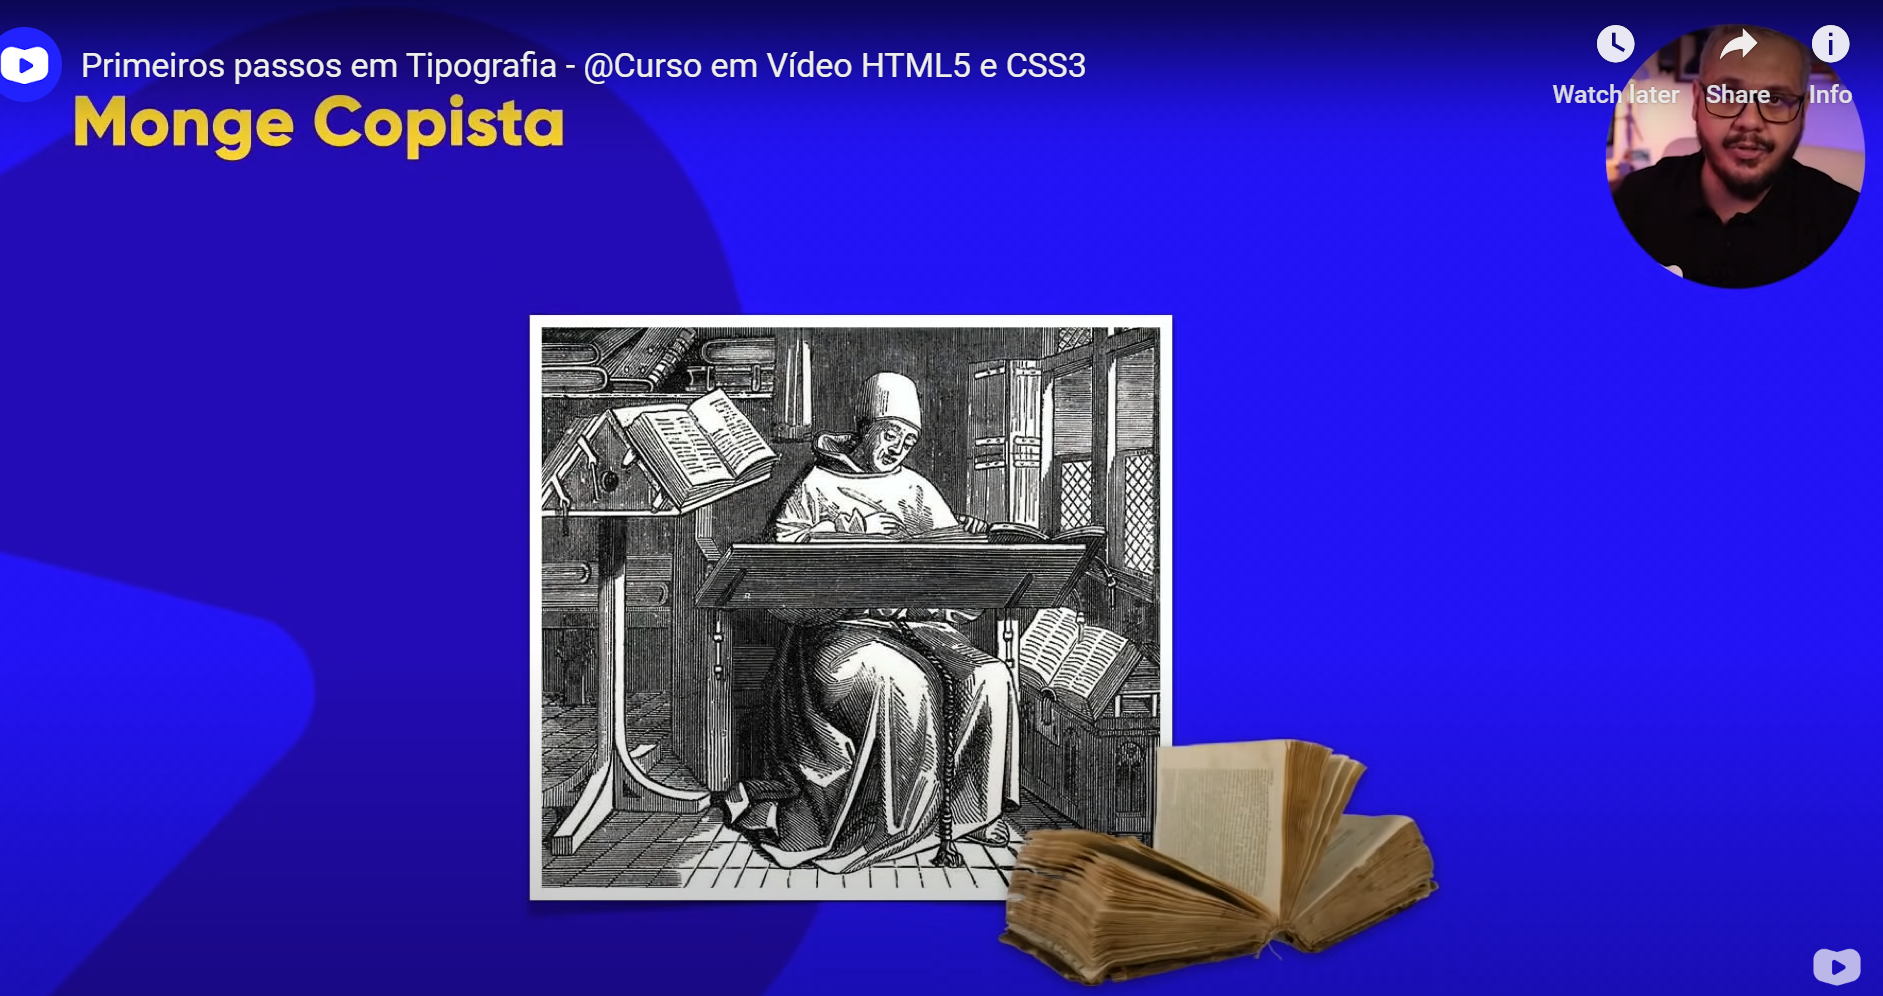 Primeiros passos em Tipografia - @Curso em Vídeo HTML5 e CSS3
Watch later
Share
Info
Monge Copista